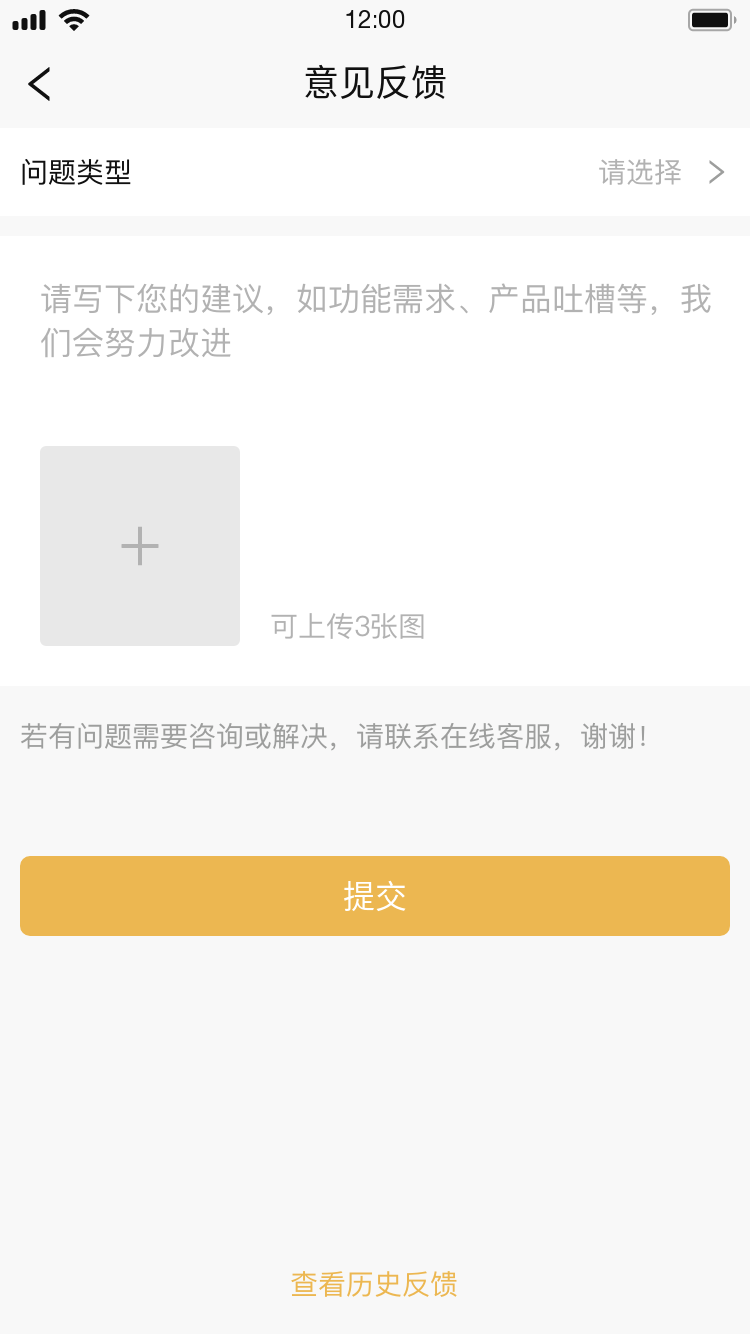 12:00
意见反馈
问题类型
请选择
请写下您的建议，如功能需求、产品吐槽等，我
们会努力改进
可上传3张图
若有问题需要咨询或解决，请联系在线客服，谢谢！
提交
查看历史反馈